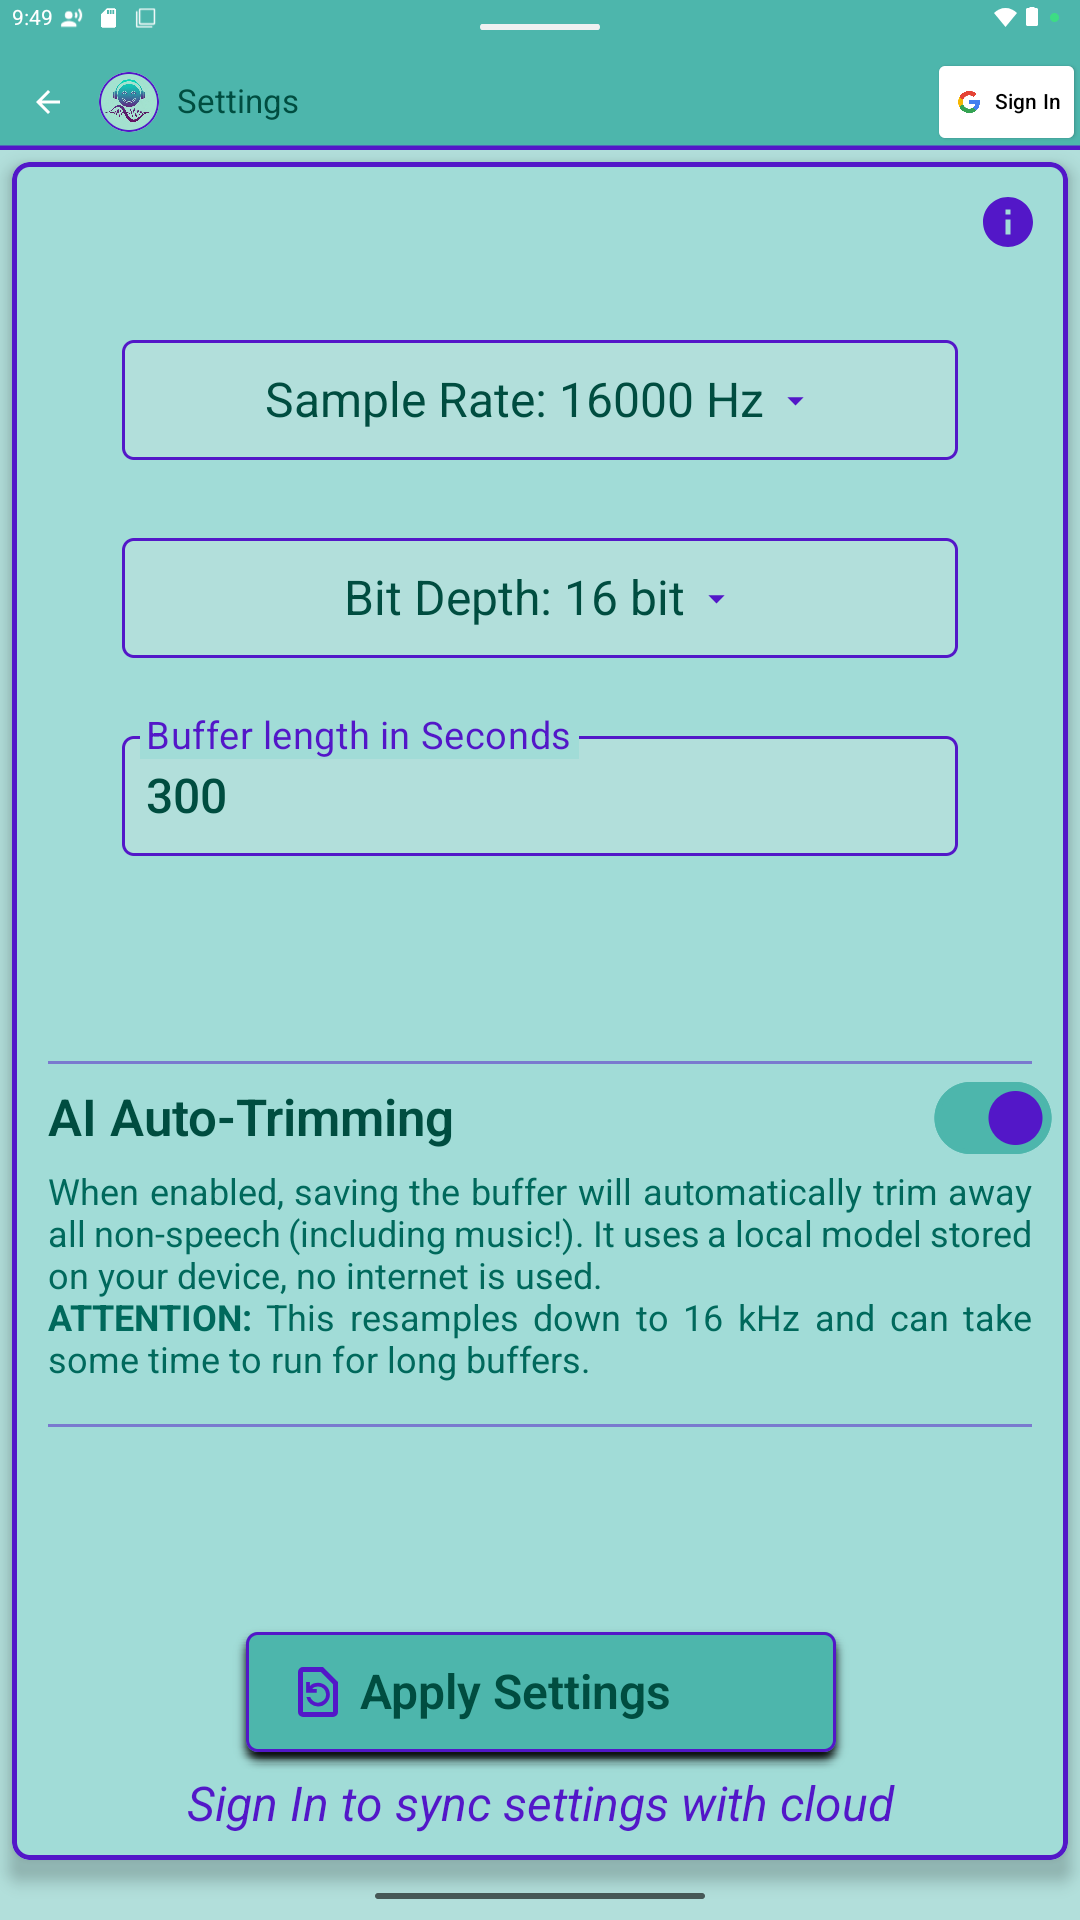 9:49
Settings
Sign In
Sample Rate: 16000 Hz
Bit Depth: 16 bit
Buffer length in Seconds
300
AI Auto-Trimming
When enabled, saving the buffer will automatically trim away
all non-speech (including music!). It uses a local model stored
on your device, no internet is used.
ATTENTION: This resamples down to 16 kHz and can take
some time to run for long buffers.
Apply Settings
Sign In to sync settings with cloud